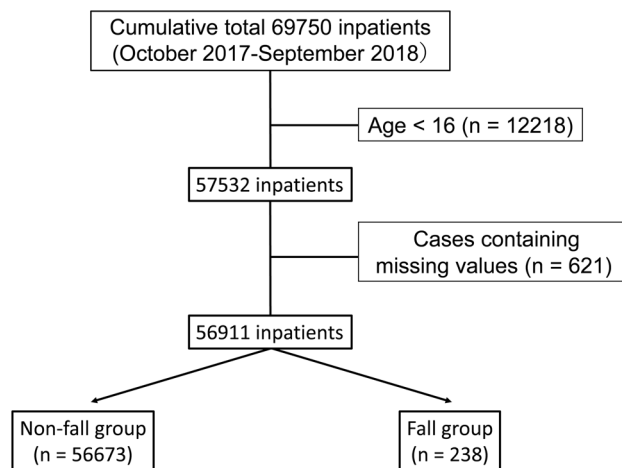 Cumulative total 69750 inpatients
(October 2017-September 2018）
Age < 16 (n = 12218)
57532 inpatients
Cases containing
missing values (n = 621)
56911 inpatients
Non-fall group
(n = 56673)
Fall group
(n = 238)